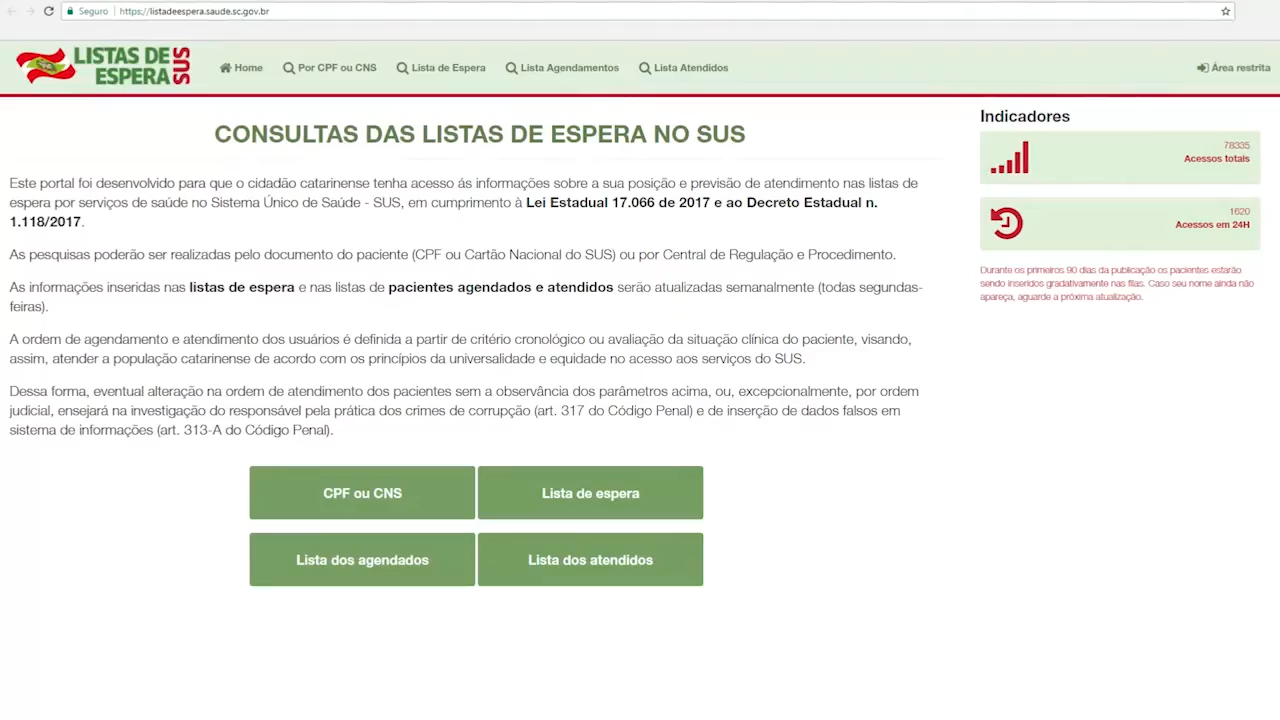 Seguro
https://listadeespera.saude.sc.gov.br
LISTAS DE
ESPERA
SUS
Home
Por CPF ou CNS
Lista de Espera
Lista Agendamentos
Lista Atendidos
Área restrita
CONSULTAS DAS LISTAS DE ESPERA NO SUS
Este portal foi desenvolvido para que o cidadão catarinense tenha acesso ás informações sobre a sua posição e previsão de atendimento nas listas de
espera por serviços de saúde no Sistema Único de Saúde - SUS, em cumprimento à Lei Estadual 17.066 de 2017 e ao Decreto Estadual n.
1.118/2017.
As pesquisas poderão ser realizadas pelo documento do paciente (CPF ou Cartão Nacional do SUS) ou por Central de Regulação e Procedimento.
As informações inseridas nas listas de espera e nas listas de pacientes agendados e atendidos serão atualizadas semanalmente (todas segundas-
feiras).
A ordem de agendamento e atendimento dos usuários é definida a partir de critério cronológico ou avaliação da situação clínica do paciente, visando,
assim, atender a população catarinense de acordo com os princípios da universalidade e equidade no acesso aos serviços do SUS.
Dessa forma, eventual alteração na ordem de atendimento dos pacientes sem a observância dos parâmetros acima, ou, excepcionalmente, por ordem
judicial, ensejará na investigação do responsável pela prática dos crimes de corrupção (art. 317 do Código Penal) e de inserção de dados falsos em
sistema de informações (art. 313-A do Código Penal).
CPF ou CNS
Lista de espera
Lista dos agendados
Lista dos atendidos
Indicadores
78335
Acessos totais
1620
Acessos em 24H
Durante os primeiros 90 dias da publicação os pacientes estarão
sendo inseridos gradativamente nas filas. Caso seu nome ainda não
apareça, aguarde a próxima atualização.